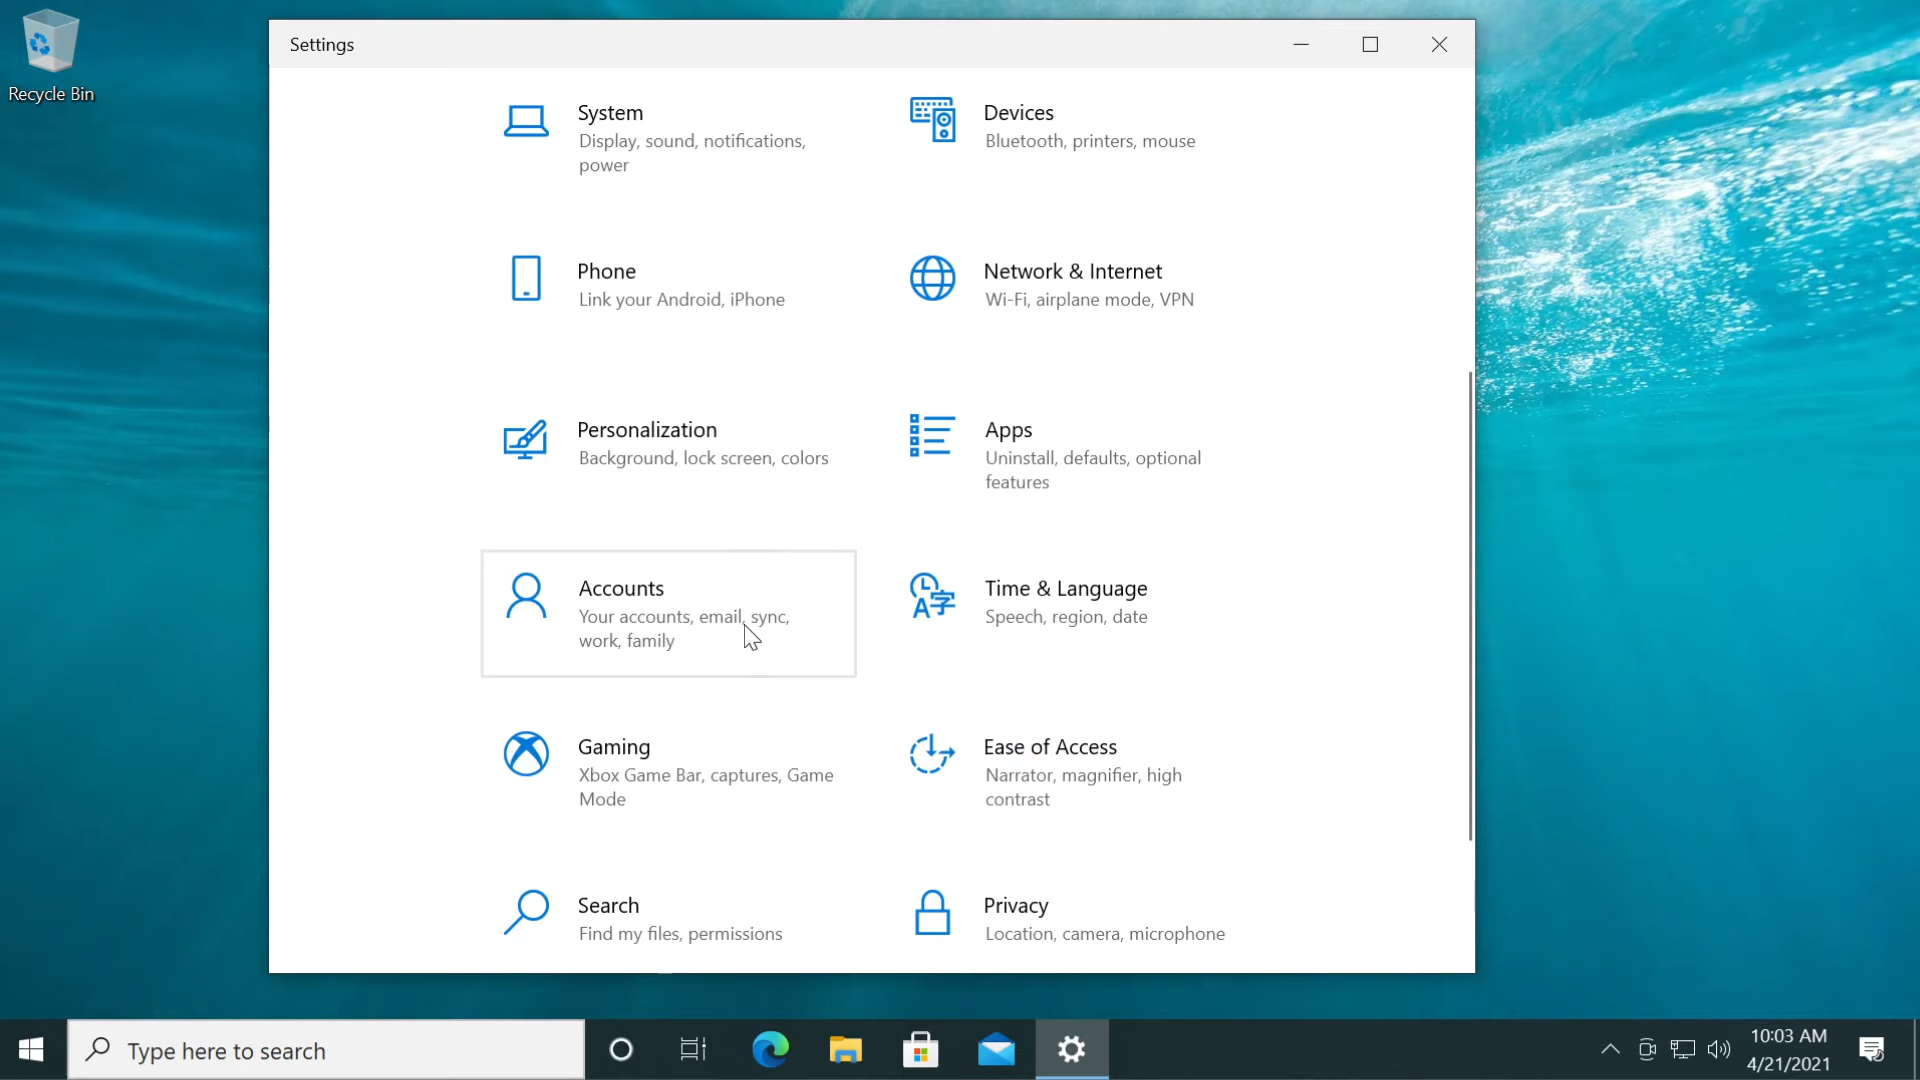 Recycle Bin
Settings
System
Display, sound, notifications,
power
Devices
Bluetooth, printers, mouse
Phone
Link your Android, iPhone
Network & Internet
Wi-Fi, airplane mode, VPN
Personalization
Background, lock screen, colors
Apps
Uninstall, defaults, optional
features
Accounts
Your accounts, email, sync,
work, family
Time & Language
Speech, region, date
Gaming
Xbox Game Bar, captures, Game
Mode
Ease of Access
Narrator, magnifier, high
contrast
Search
Find my files, permissions
Privacy
Location, camera, microphone
Type here to search
10:03 AM
4/21/2021